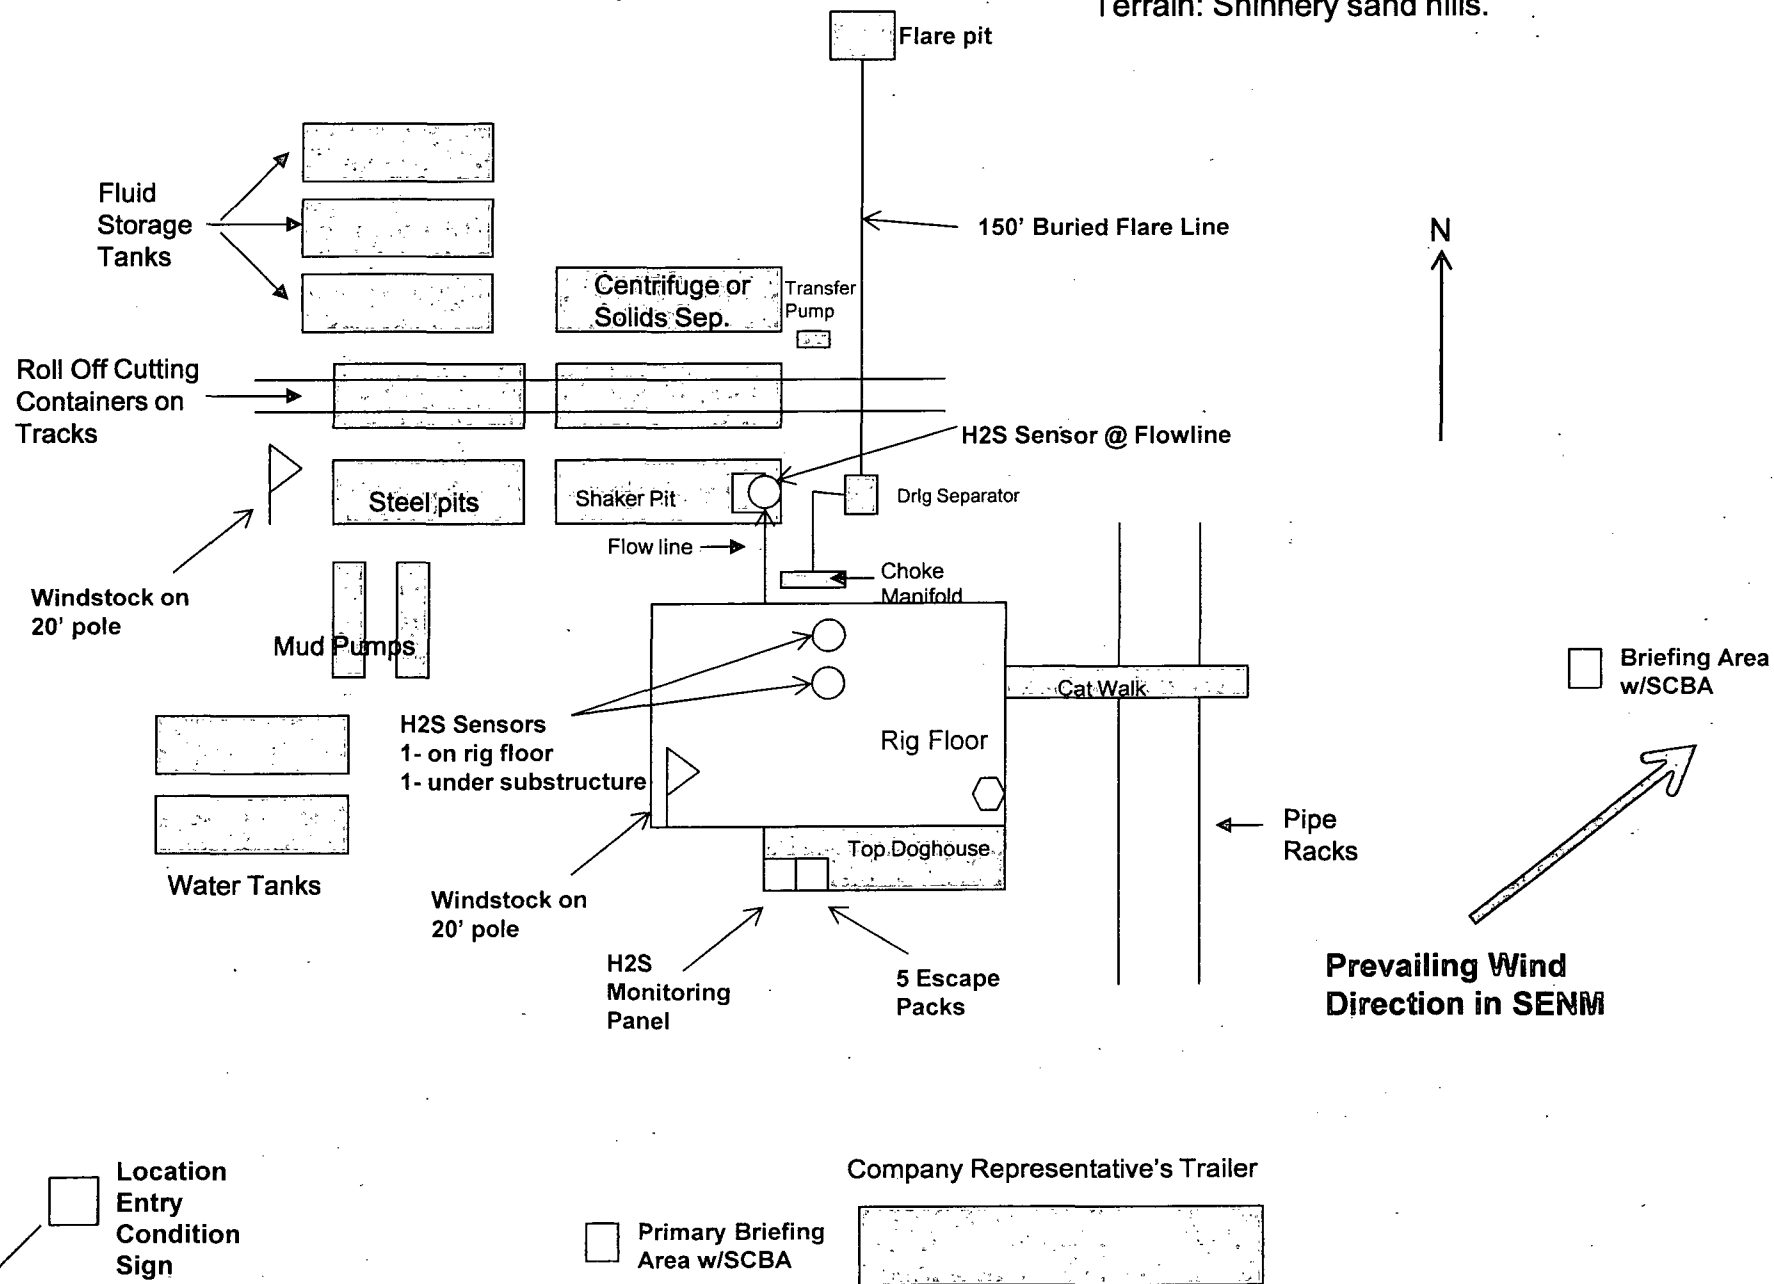 Terrain: Shinnery sand hills.
Flare pit
Fluid
Storage
Tanks
150' Buried Flare Line
N
Centrifuge or
Solids Sep.
Transfer
Pump
Roll Off Cutting
Containers on
Tracks
H2S Sensor @ Flowline
Steel pits
Shaker Pit
Drlg Separator
Flow line
Choke
Manifold
Windstock on
20' pole
Mud Pumps
Briefing Area
w/SCBA
Cat Walk
H2S Sensors
1- on rig floor
1- under substructure
Rig Floor
Pipe
Racks
Top Doghouse
Water Tanks
Windstock on
20' pole
H2S
Monitoring
Panel
5 Escape
Packs
Prevailing Wind
Direction in SENM
Location
Entry
Condition
Sign
Company Representative's Trailer
Primary Briefing
Area w/SCBA